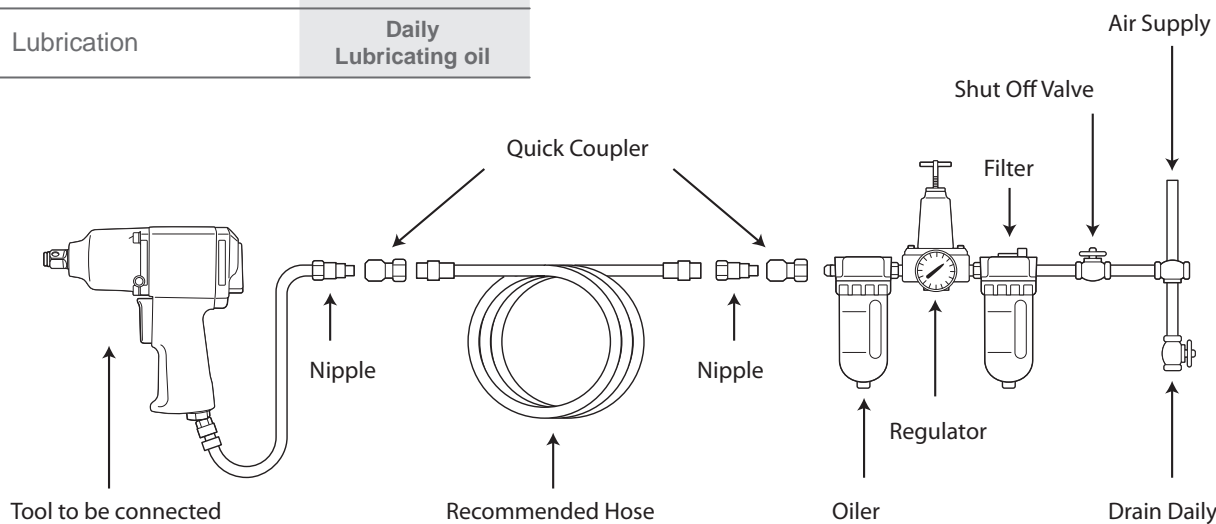 Lubrication
Daily
Lubricating oil
Air Supply
Shut Off Valve
Quick Coupler
Filter
Nipple
Nipple
Regulator
Tool to be connected
Recommended Hose
Oiler
Drain Daily